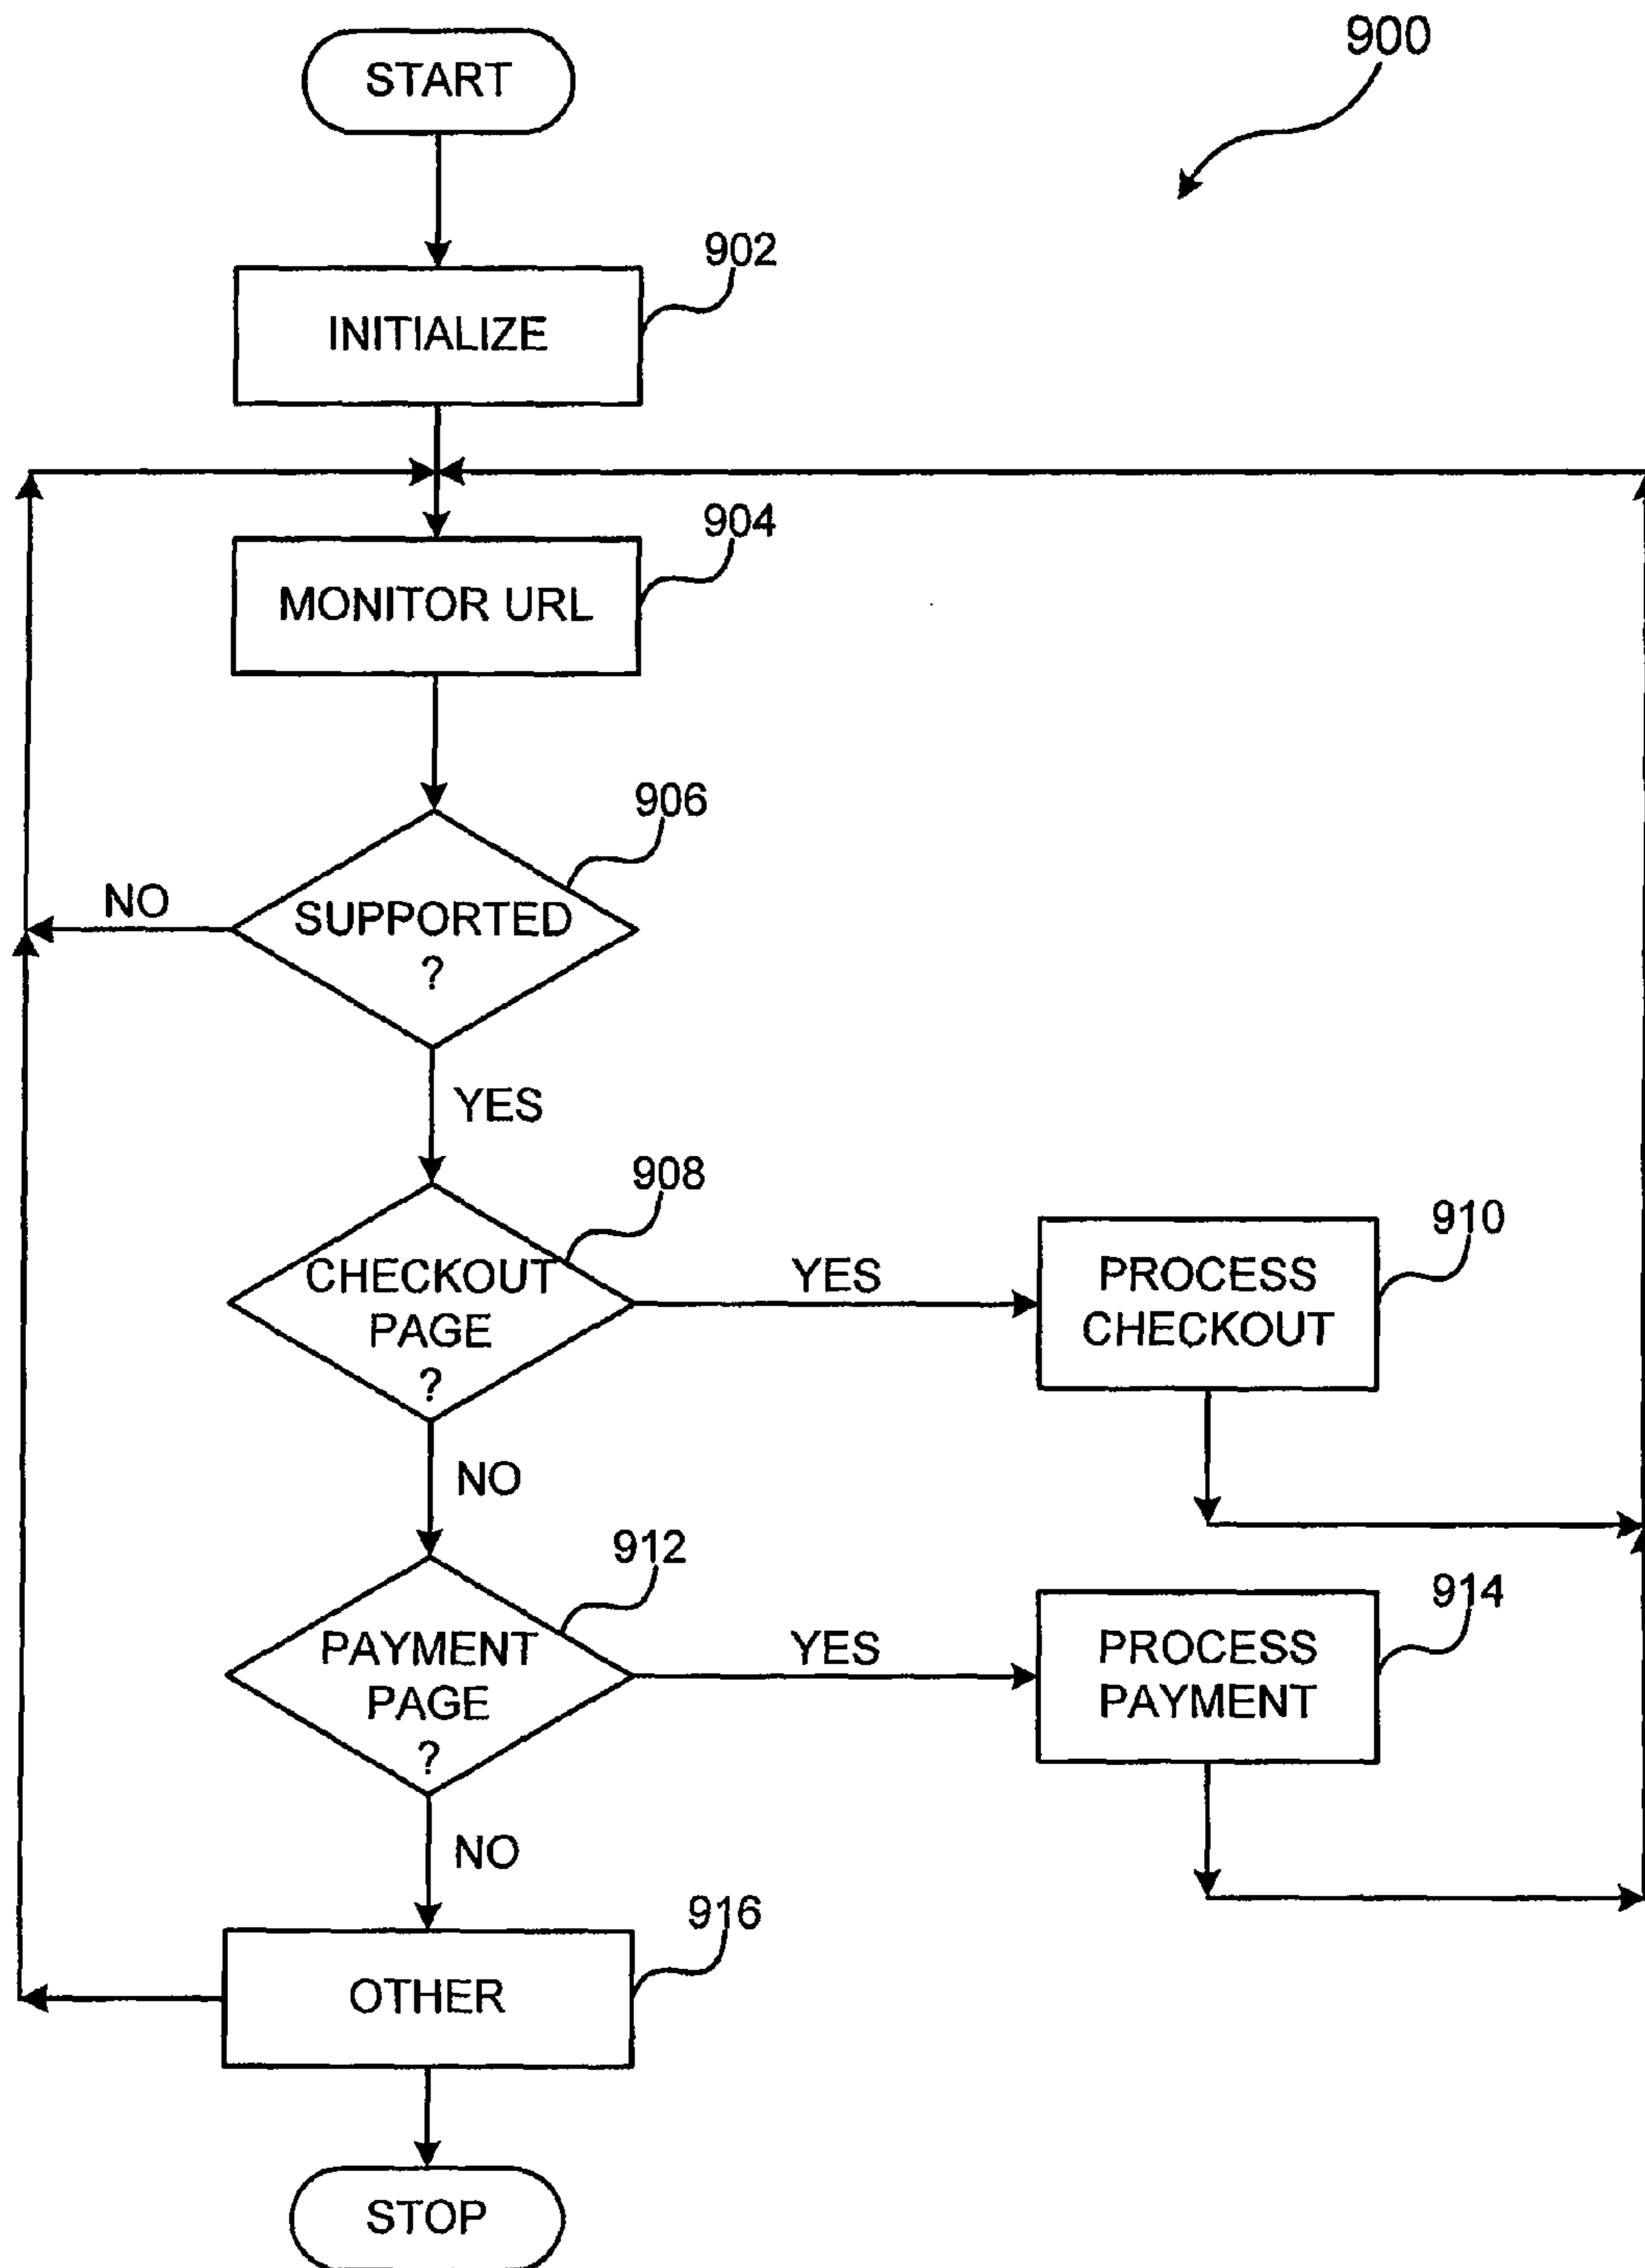 START
900
902
INITIALIZE
904
MONITOR URL
906
NO
SUPPORTED
?
YES
908
CHECKOUT
PAGE
?
YES
910
PROCESS
CHECKOUT
NO
912
PAYMENT
PAGE
?
YES
914
PROCESS
PAYMENT
NO
916
OTHER
STOP